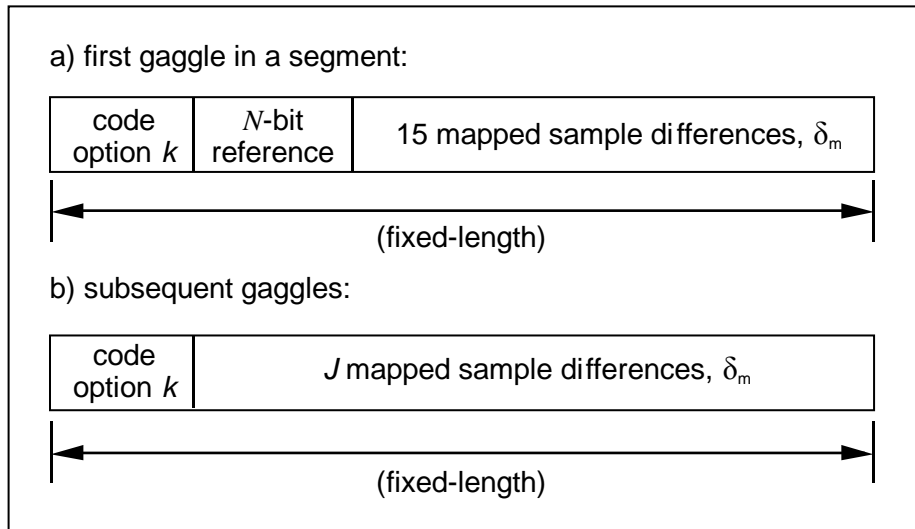 a) first gaggle in a segment:
code
option k
N-bit
reference
15 mapped sample differences, δm
(fixed-length)
b) subsequent gaggles:
code
option k
J mapped sample differences, δm
(fixed-length)